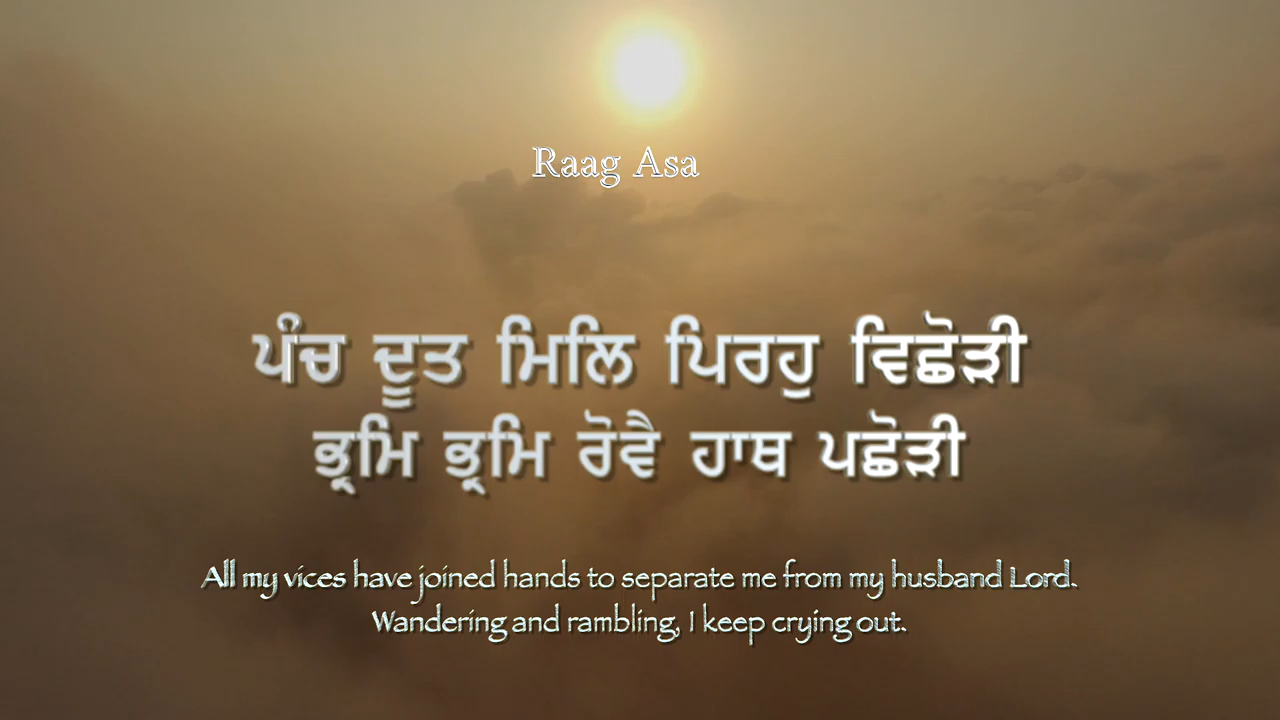 Raag Asa
ਪੰਚ ਦੂਤ ਮਿਲਿ ਪਿਰਹੁ ਵਿਛੋੜੀ
ਭ੍ਰਮਿ ਭ੍ਰਮਿ ਰੋਵੈ ਹਾਥ ਪਛੋੜੀ
All my vices have joined hands to separate me from my husband Lord.
Wandering and rambling, I keep crying out.